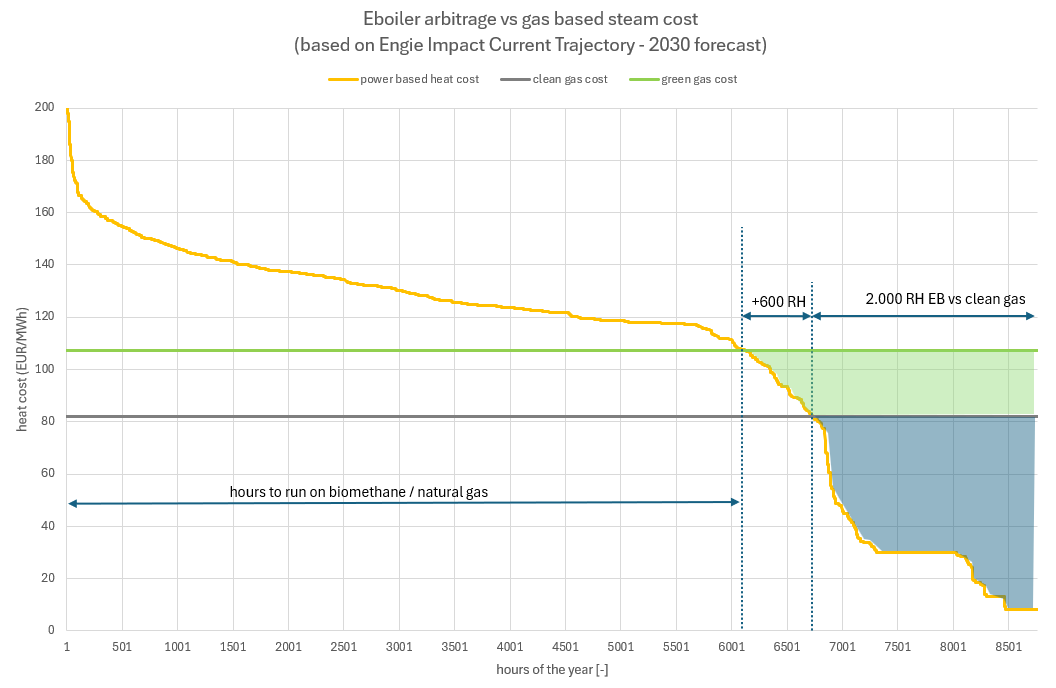 Eboiler arbitrage vs gas based steam cost
(based on Engie Impact Current Trajectory - 2030 forecast)
power based heat cost
clean gas cost
green gas cost
heat cost (EUR/MWh)
200
180
160
140
120
100
80
60
40
20
0
+600 RH
2.000 RH EB vs clean gas
hours to run on biomethane / natural gas
1
501
1001
1501
2001
2501
3001
3501
4001
4501
5001
5501
6001
6501
7001
7501
8001
8501
hours of the year [-]